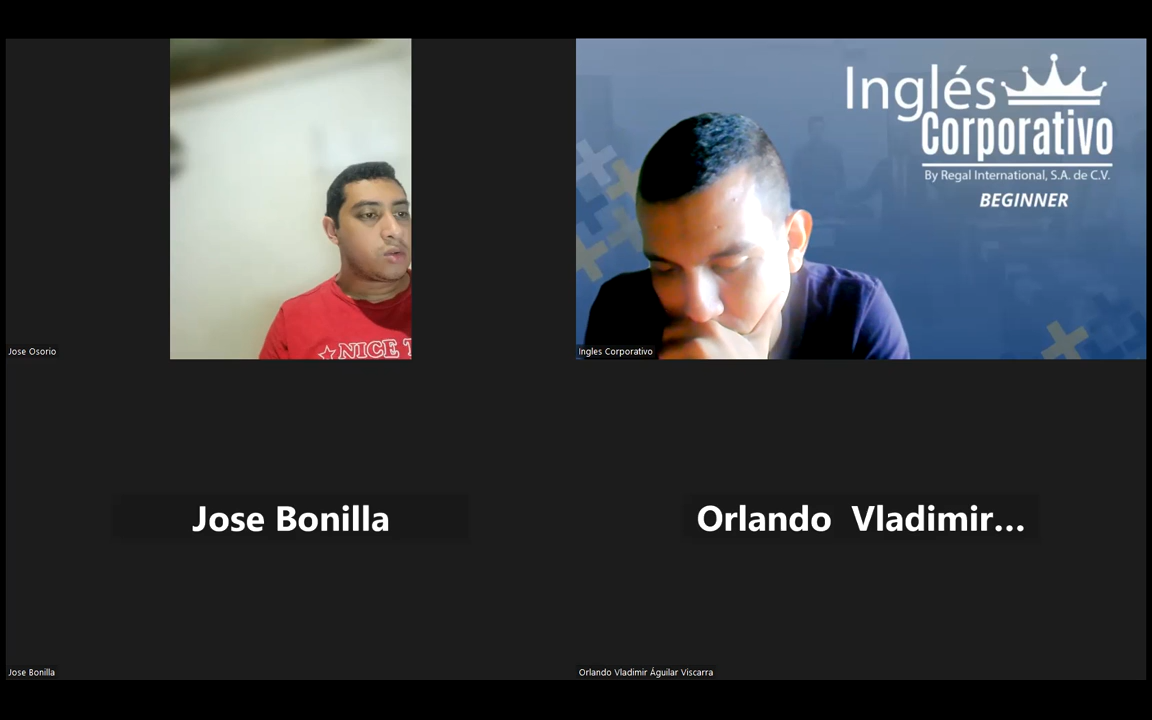 Inglés
Corporativo
By Regal International, S.A. de C.V.
BEGINNER
NICE T
Jose Osorio
Ingles Corporativo
Jose Bonilla
Orlando Vladimir...
Jose Bonilla
Orlando Vladimir Águilar Viscarra